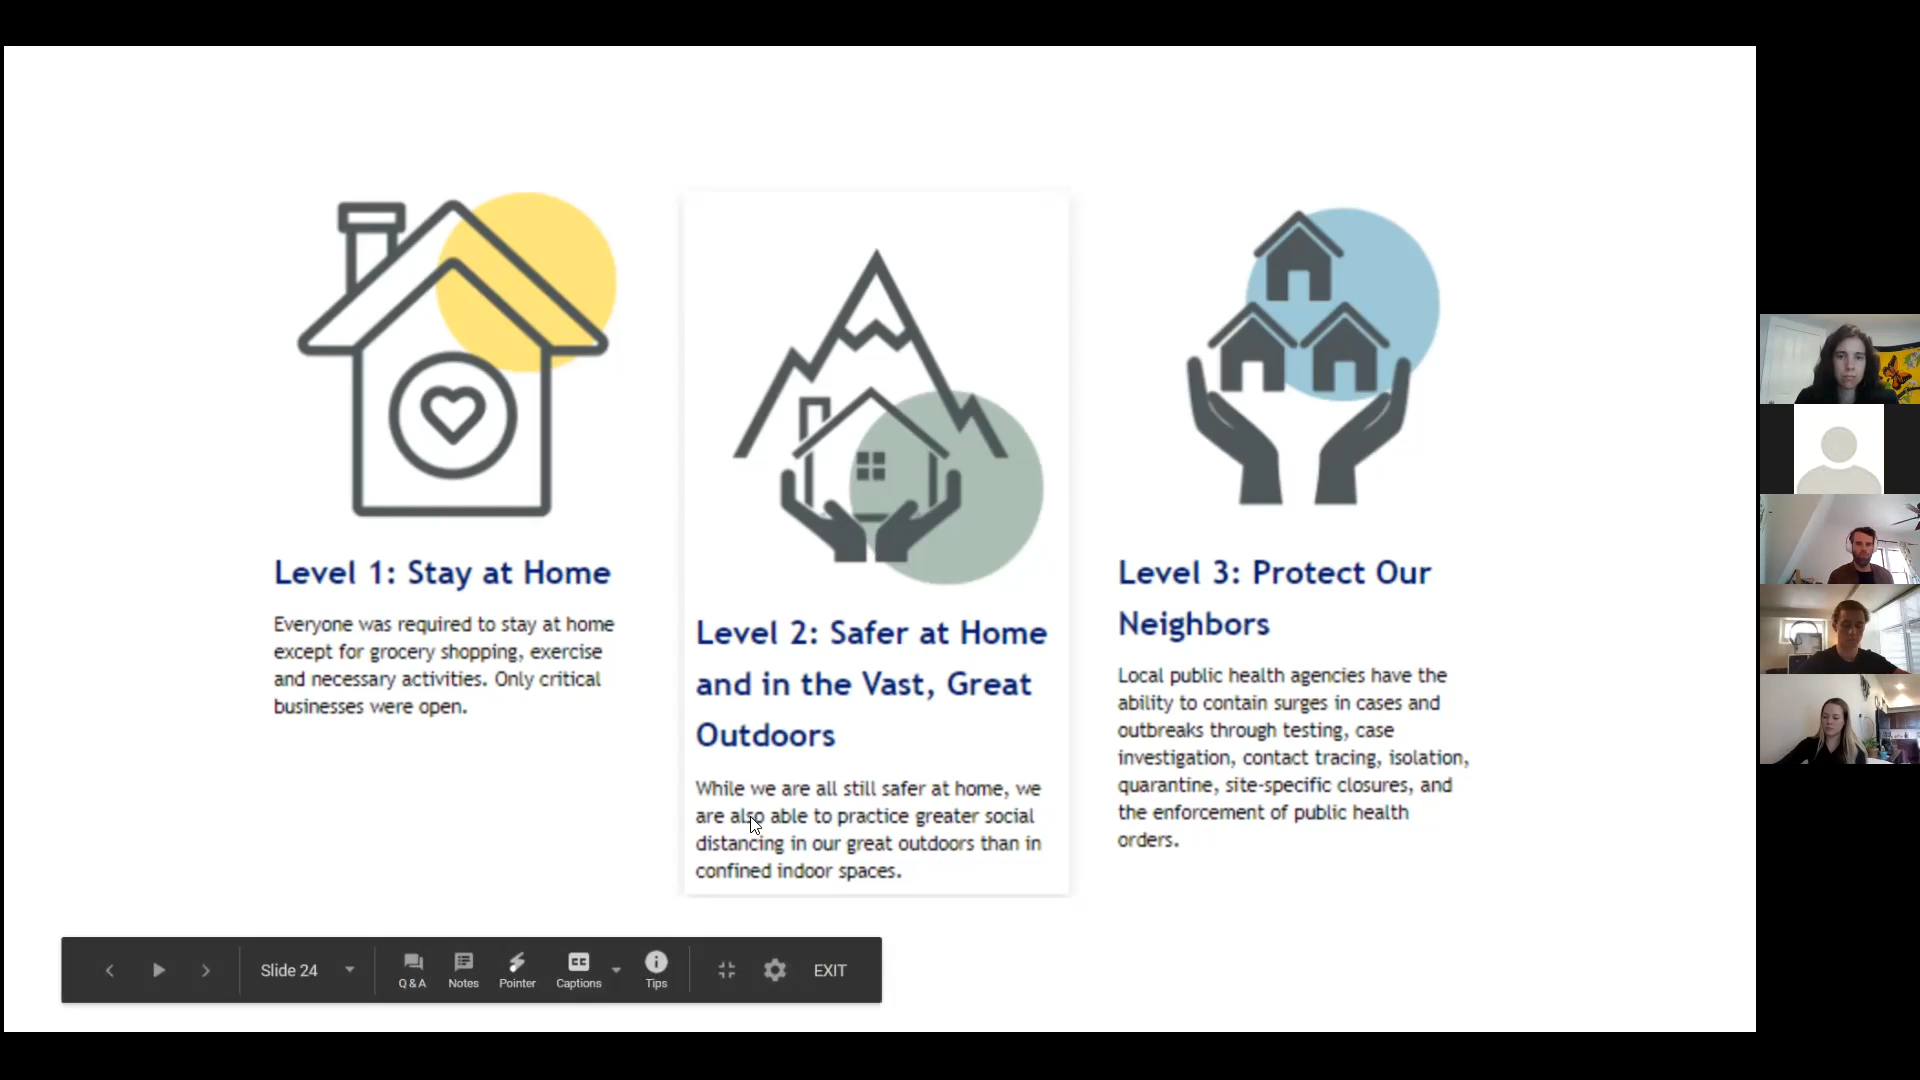 Level 1: Stay at Home
Everyone was required to stay at home
except for grocery shopping, exercise
and necessary activities. Only critical
businesses were open.
Level 2: Safer at Home
and in the Vast, Great
Outdoors
While we are all still safer at home, we
are also able to practice greater social
distancing in our great outdoors than in
confined indoor spaces.
Level 3: Protect Our
Neighbors
Local public health agencies have the
ability to contain surges in cases and
outbreaks through testing, case
investigation, contact tracing, isolation,
quarantine, site-specific closures, and
the enforcement of public health
orders.
Slide 24
Q & A
Notes
Pointer
CC
Captions
Tips
EXIT